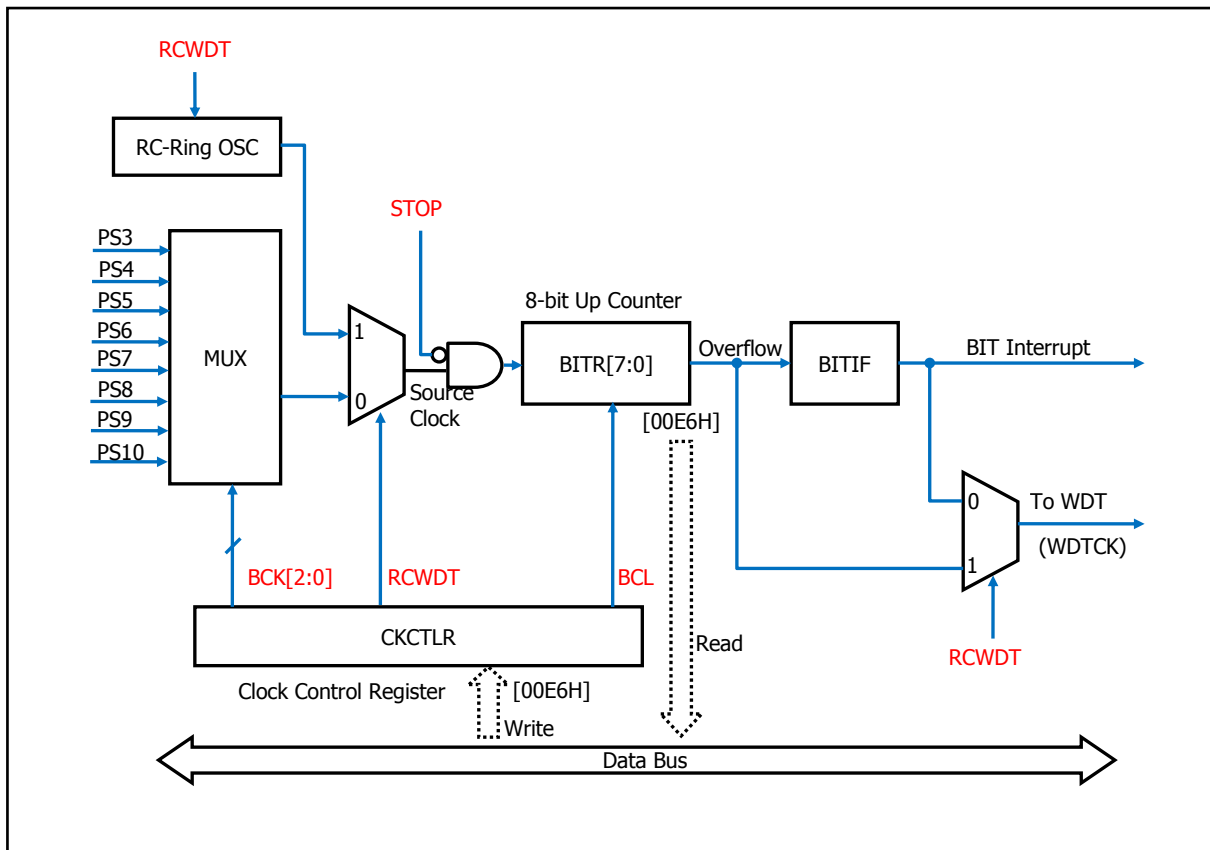 RCWDT
RC-Ring OSC
STOP
PS3
PS4
PS5
PS6
PS7
PS8
PS9
PS10
MUX
1
0
Source
Clock
8-bit Up Counter
BITR[7:0]
[00E6H]
Overflow
BITIF
BIT Interrupt
0
1
To WDT
(WDTCK)
RCWDT
BCK[2:0]
RCWDT
BCL
CKCTLR
Clock Control Register
[00E6H]
Write
Read
Data Bus